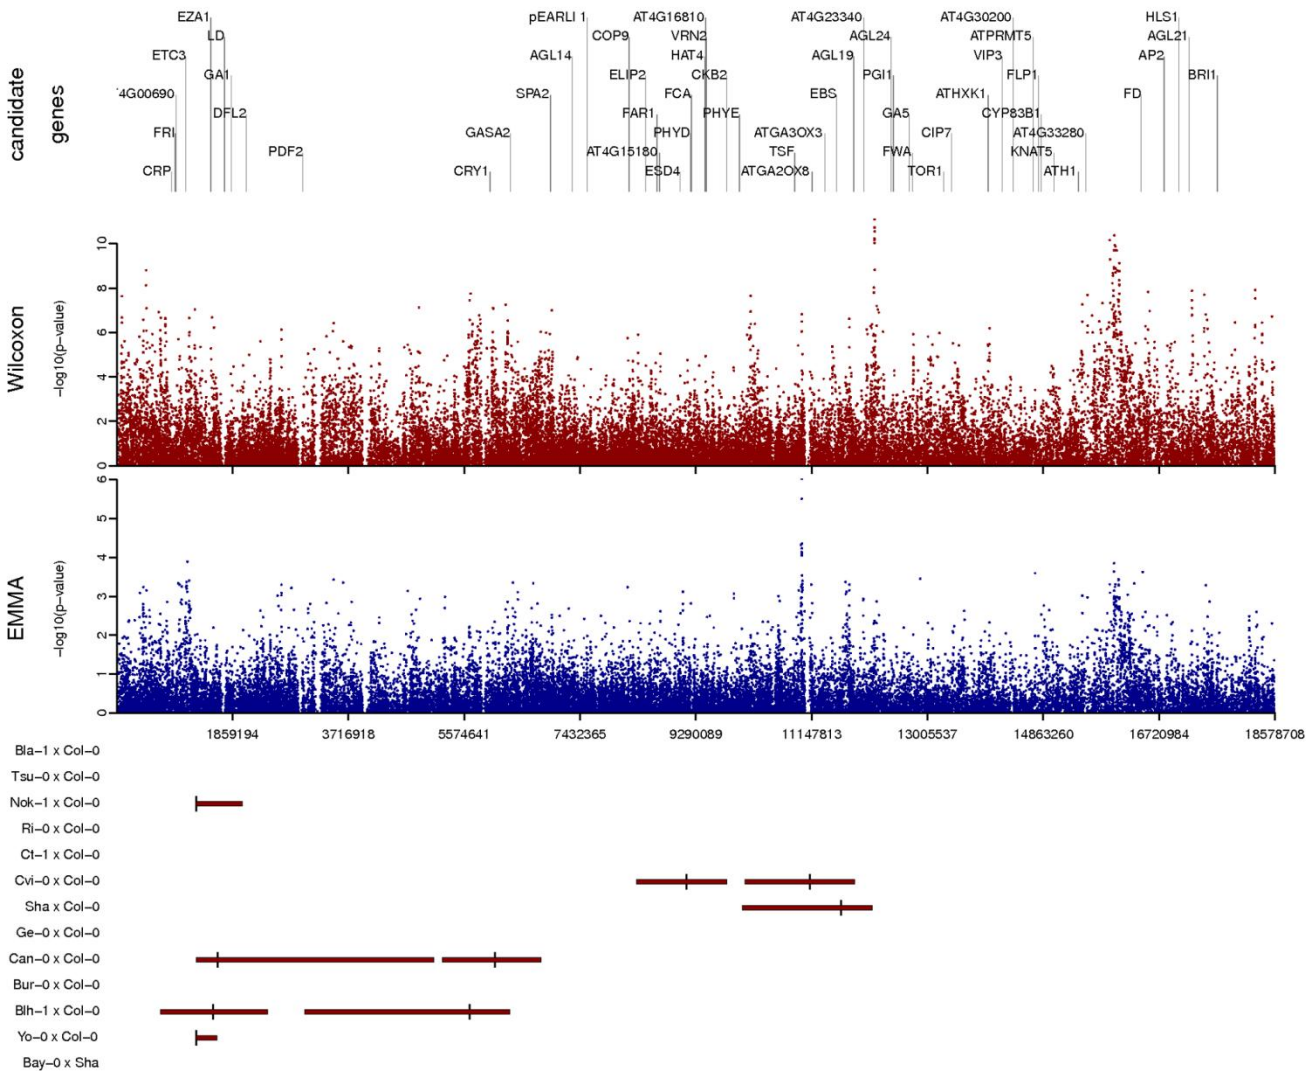 EZA1 pEARLI 1 AT4G16810 AT4G23340 AT4G30200 HLS1
LD COP9 VRN2 AGL24 ATPRMT5 AGL21
ETC3 AGL14 HAT4 AGL19 VIP3 AP2
GA1 ELIP2 CKB2 PGI1 FLP1 BRI1
4G00690 SPA2 FCA EBS ATHXK1 FD
DFL2 FAR1 PHYE GA5 CYP83B1
FRI GASA2 PHYD ATGA3OX3 CIP7 AT4G33280
PDF2 AT4G15180 TSF FWA KNAT5
CRP CRY1 ESD4 ATGA2OX8 TOR1 ATH1
candidate
genes
Wilcoxon
−log10(p−value)
10
8
6
4
2
0
EMMA
−log10(p−value)
6
5
4
3
2
1
0
1859194 3716918 5574641 7432365 9290089 11147813 13005537 14863260 16720984 18578708
Bla−1 x Col−0
Tsu−0 x Col−0
Nok−1 x Col−0
Ri−0 x Col−0
Ct−1 x Col−0
Cvi−0 x Col−0
Sha x Col−0
Ge−0 x Col−0
Can−0 x Col−0
Bur−0 x Col−0
Blh−1 x Col−0
Yo−0 x Col−0
Bay−0 x Sha